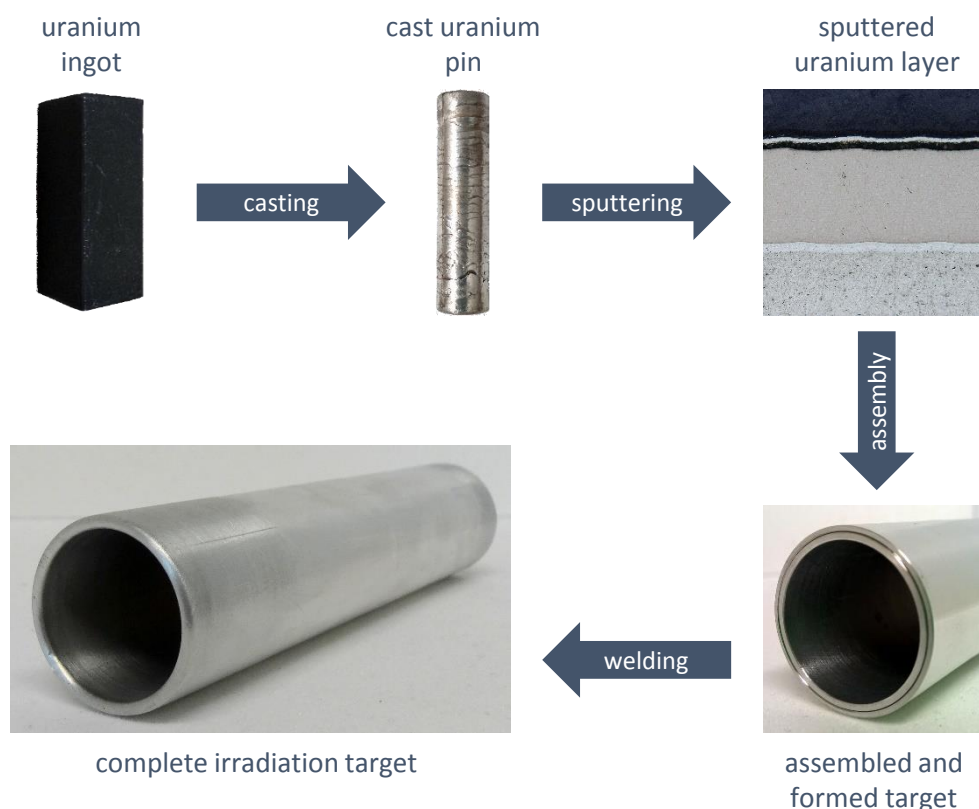 uranium
ingot
cast uranium
pin
sputtered
uranium layer
casting
sputtering
assembly
welding
complete irradiation target
assembled and
formed target